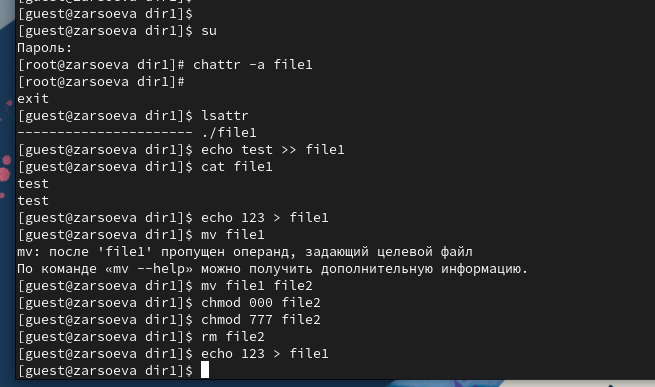 [guest@zarsoeva dir1]$
[guest@zarsoeva dir1]$ su
Пароль:
[root@zarsoeva dir1]# chattr -a file1
[root@zarsoeva dir1]#
exit
[guest@zarsoeva dir1]$ lsattr
---------------------- ./file1
[guest@zarsoeva dir1]$ echo test >> file1
[guest@zarsoeva dir1]$ cat file1
test
test
[guest@zarsoeva dir1]$ echo 123 > file1
[guest@zarsoeva dir1]$ mv file1
mv: после 'file1' пропущен операнд, задающий целевой файл
По команде «mv --help» можно получить дополнительную информацию.
[guest@zarsoeva dir1]$ mv file1 file2
[guest@zarsoeva dir1]$ chmod 000 file2
[guest@zarsoeva dir1]$ chmod 777 file2
[guest@zarsoeva dir1]$ rm file2
[guest@zarsoeva dir1]$ echo 123 > file1
[guest@zarsoeva dir1]$